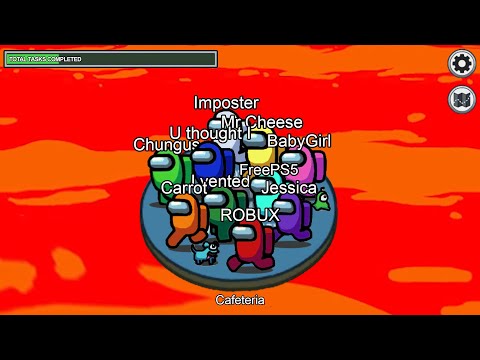 TOTAL TASKS COMPLETED
Imposter
Mr Cheese
U thought I
BabyGirl
Chungus
FreePS5
I vented
Jessica
Carrot
ROBUX
Cafeteria